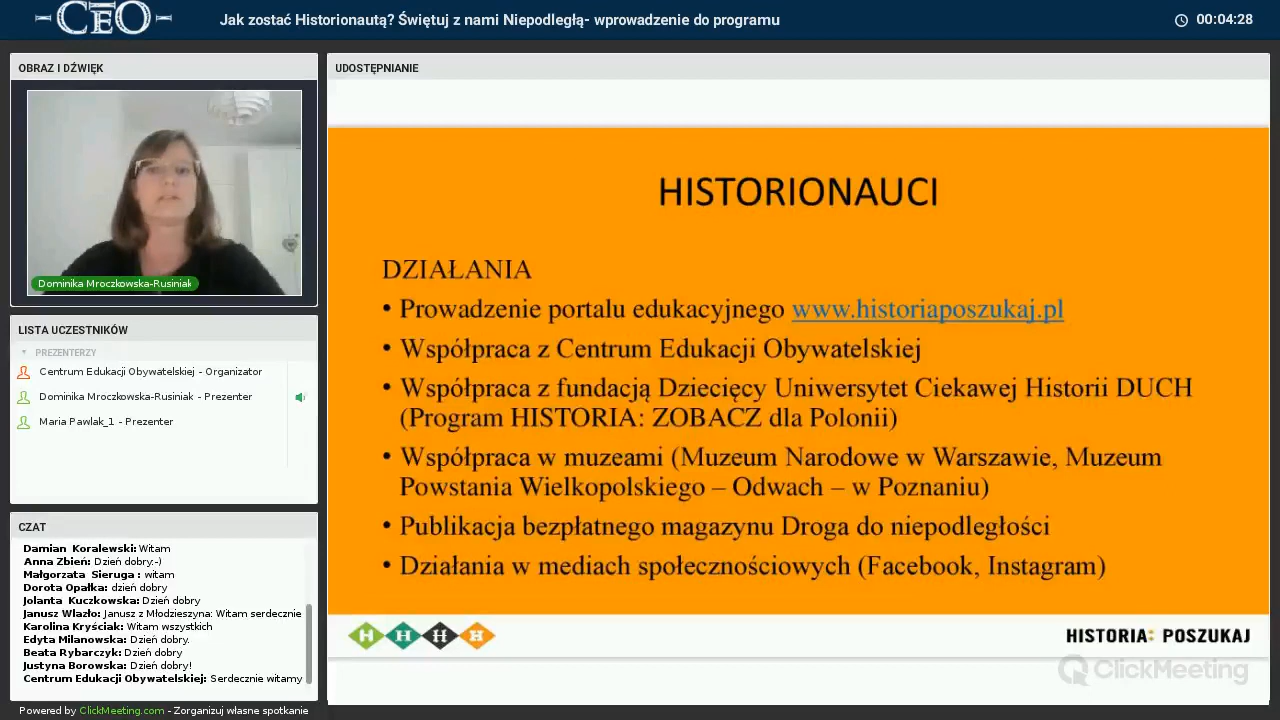 CEO
Jak zostać Historionautą? Świętuj z nami Niepodległą- wprowadzenie do programu
00:04:28
OBRAZ I DŹWIĘK
Dominika Mroczkowska-Rusiniak
LISTA UCZESTNIKÓW
PREZENTERZY
Centrum Edukacji Obywatelskiej - Organizator
Dominika Mroczkowska-Rusiniak - Prezenter
Maria Pawlak_1 - Prezenter
CZAT
Damian Koralewski: Witam
Anna Zbień: Dzień dobry:-)
Małgorzata Sieruga : witam
Dorota Opałka: dzień dobry
Jolanta Kuczkowska: Dzień dobry
Janusz Wlazło: Janusz z Młodzieszyna: Witam serdecznie
Karolina Kryściak: Witam wszystkich
Edyta Milanowska: Dzień dobry.
Beata Rybarczyk: Dzień dobry
Justyna Borowska: Dzień dobry!
Centrum Edukacji Obywatelskiej: Serdecznie witamy
Powered by ClickMeeting.com - Zorganizuj własne spotkanie
UDOSTĘPNIANIE
HISTORIONAUCI
DZIAŁANIA
• Prowadzenie portalu edukacyjnego www.historiaposzukaj.pl
• Współpraca z Centrum Edukacji Obywatelskiej
• Współpraca z fundacją Dziecięcy Uniwersytet Ciekawej Historii DUCH
(Program HISTORIA: ZOBACZ dla Polonii)
• Współpraca w muzeami (Muzeum Narodowe w Warszawie, Muzeum
Powstania Wielkopolskiego – Odwach – w Poznaniu)
• Publikacja bezpłatnego magazynu Droga do niepodległości
• Działania w mediach społecznościowych (Facebook, Instagram)
H H H H
HISTORIA: POSZUKAJ
ClickMeeting